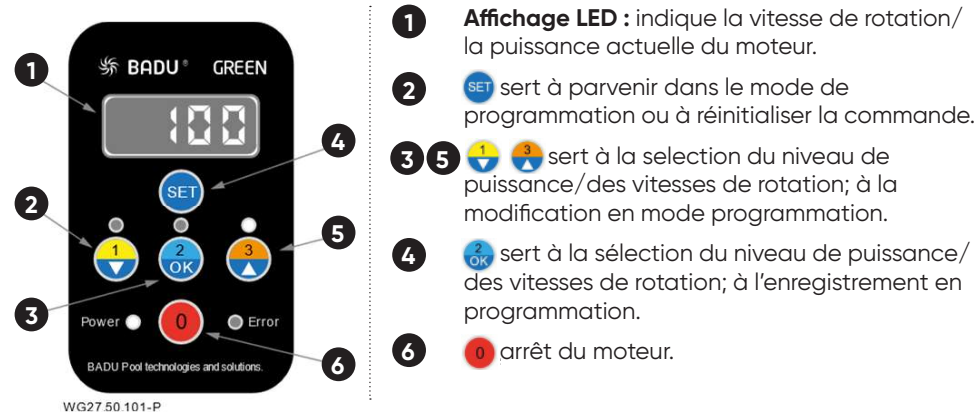 BADU® GREEN
100
SET
1
2
OK
3
Power 0 Error
BADU Pool technologies and solutions.
WG27.50.101-P
1
2
3
4
5
6
1 Affichage LED : indique la vitesse de rotation/
la puissance actuelle du moteur.
2 SET sert à parvenir dans le mode de
programmation ou à réinitialiser la commande.
3 5 1 3 sert à la selection du niveau de
puissance/des vitesses de rotation; à la
modification en mode programmation.
4 2 OK sert à la sélection du niveau de puissance/
des vitesses de rotation; à l’enregistrement en
programmation.
6 0 arrêt du moteur.